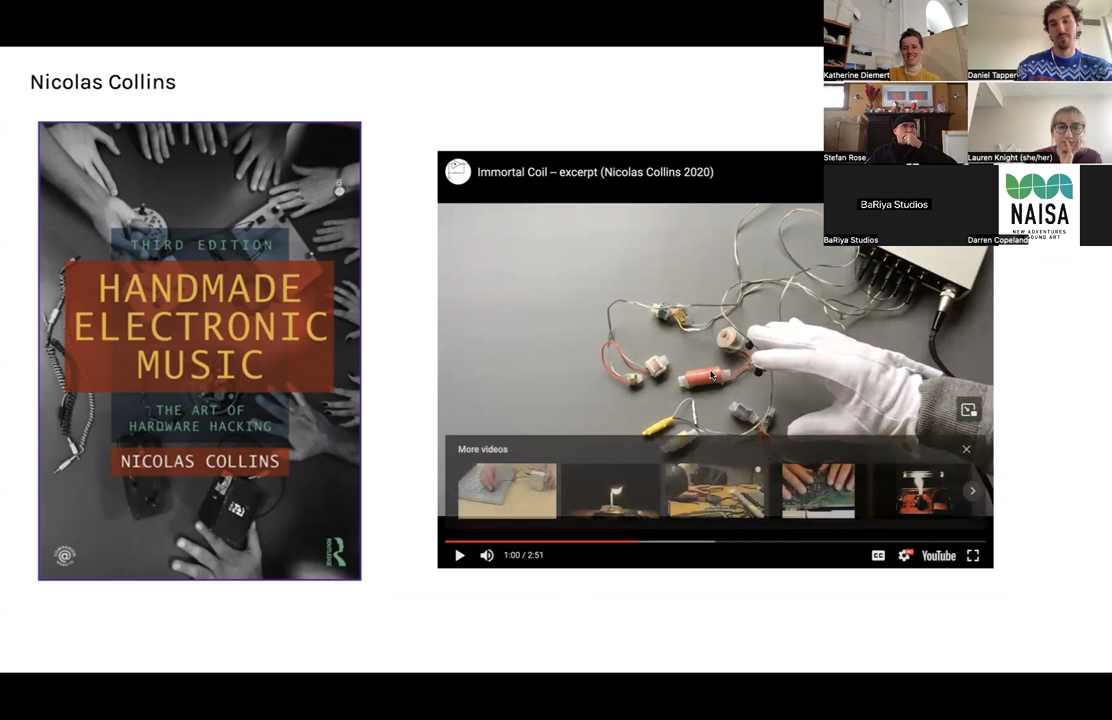 Nicolas Collins
THIRD EDITION
HANDMADE
ELECTRONIC
MUSIC
THE ART OF
HARDWARE HACKING
NICOLAS COLLINS
ROUTLEDGE
Immortal Coil – excerpt (Nicolas Collins 2020)
More videos
1:00 / 2:51
CC
YouTube
Katherine Diemert
Daniel Tapper
Stefan Rose
Lauren Knight (she/her)
BaRiya Studios
BaRiya Studios
NAISA
NEW ADVENTURES
SOUND ART
Darren Copeland